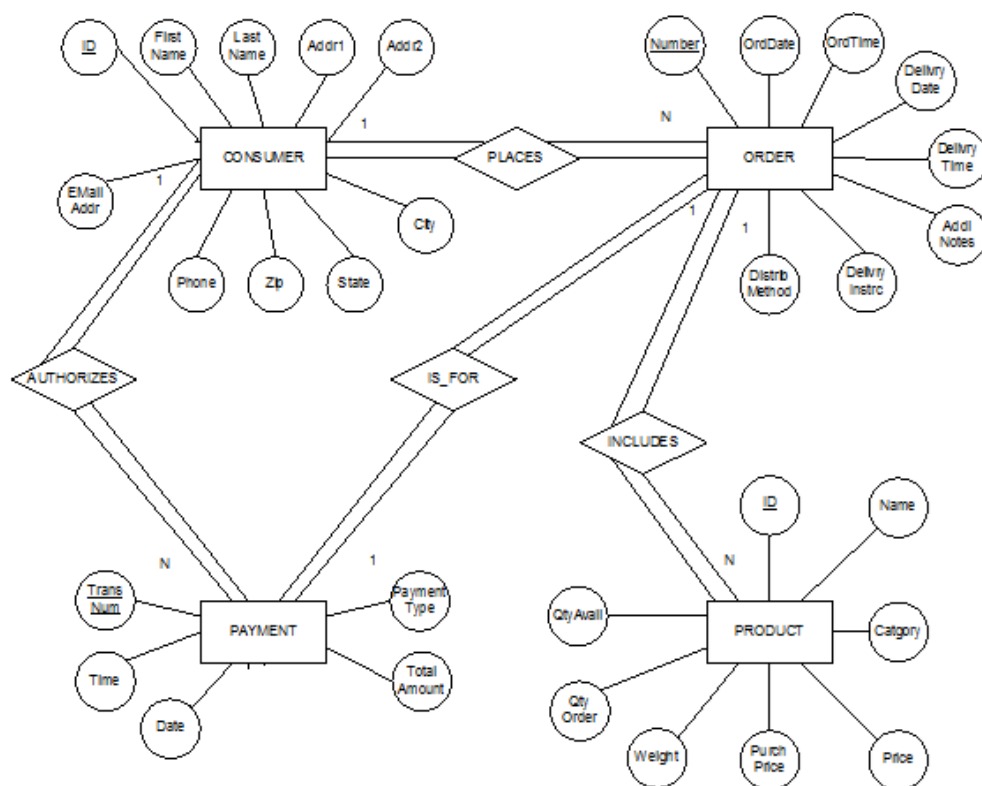 ID
First
Name
Last
Name
Addr1
Addr2
Number
OrdDate
OrdTime
Delivry
Date
1
N
CONSUMER
PLACES
ORDER
Delivry
Time
1
EMail
Addr
City
1
1
Addl
Notes
Phone
Zip
State
Distrib
Method
Delivry
Instrc
AUTHORIZES
IS_FOR
INCLUDES
ID
Name
N
1
N
Trans
Num
PAYMENT
Payment
Type
QtyAvail
PRODUCT
Catgory
Time
Total
Amount
Qty
Order
Date
Weight
Purch
Price
Price